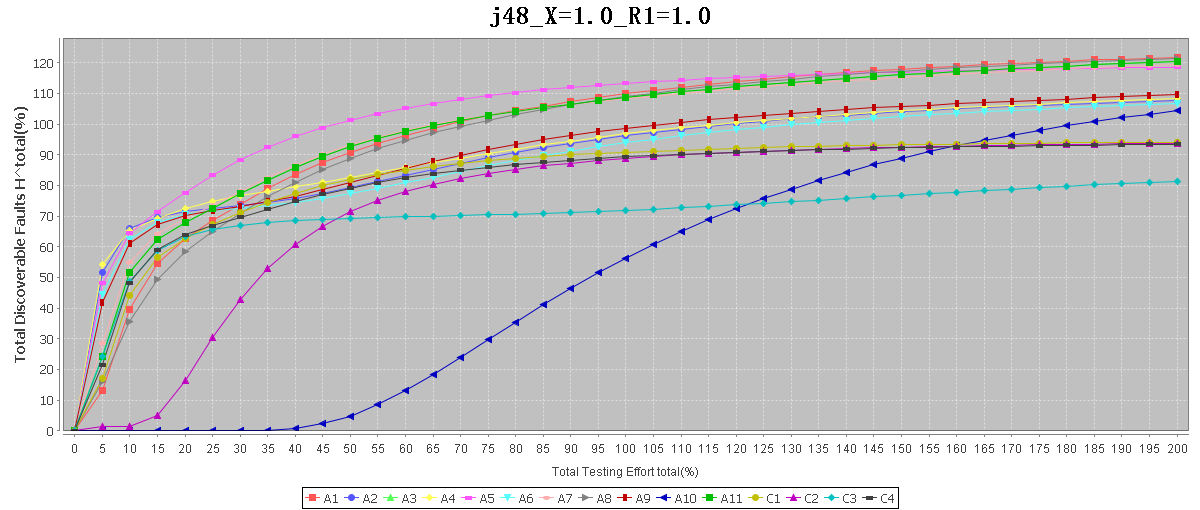 j48_X=1.0_R1=1.0
Total Discoverable Faults H^total(%)
120
110
100
90
80
70
60
50
40
30
20
10
0
0 5 10 15 20 25 30 35 40 45 50 55 60 65 70 75 80 85 90 95 100 105 110 115 120 125 130 135 140 145 150 155 160 165 170 175 180 185 190 195 200
Total Testing Effort total(%)
A1 A2 A3 A4 A5 A6 A7 A8 A9 A10 A11 C1 C2 C3 C4